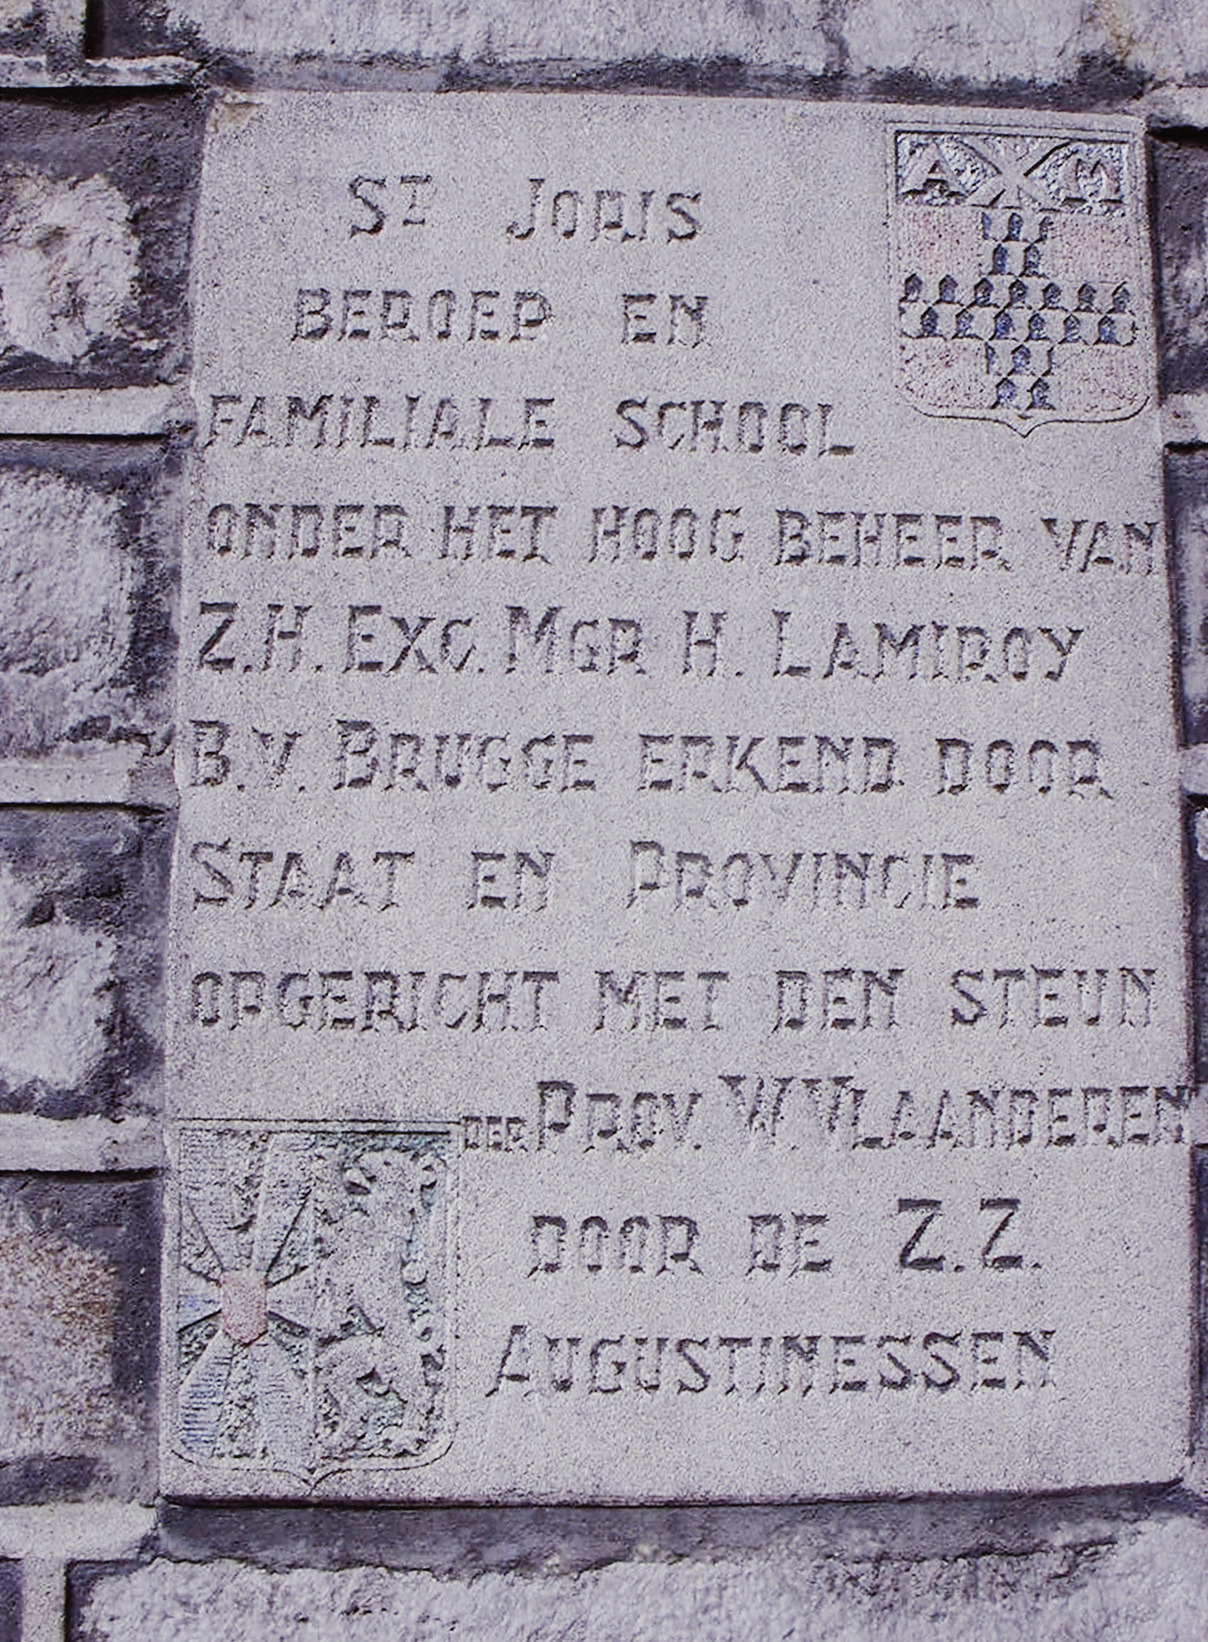 A M
ST JORIS
BEROEP EN
FAMILIALE SCHOOL
ONDER HET HOOG BEHEER VAN
Z.H. EXC. MGR H. LAMIROY
B.V. BRUGGE ERKEND DOOR
STAAT EN PROVINCIE
OPGERICHT MET DEN STEUN
DER PROV. W.VLAANDEREN
DOOR DE Z.Z.
AUGUSTINESSEN